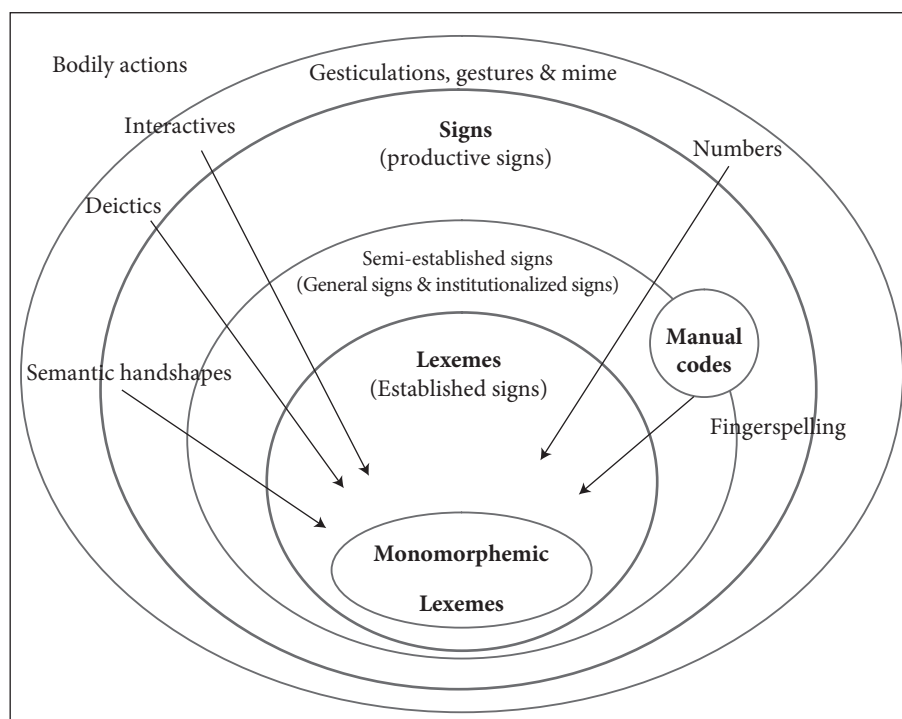 Bodily actions
Gesticulations, gestures & mime
Interactives
Signs
(productive signs)
Numbers
Deictics
Semi-established signs
(General signs & institutionalized signs)
Manual
codes
Lexemes
(Established signs)
Semantic handshapes
Fingerspelling
Monomorphemic
Lexemes